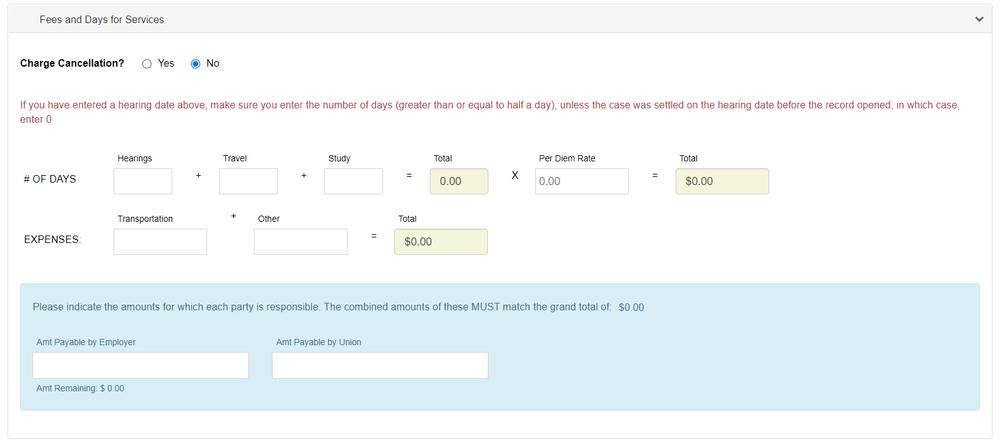 Fees and Days for Services
Charge Cancellation? Yes No
If you have entered a hearing date above, make sure you enter the number of days (greater than or equal to half a day), unless the case was settled on the hearing date before the record opened, in which case,
enter 0
Hearings Travel Study Total Per Diem Rate Total
# OF DAYS + + = 0.00 X 0.00 = $0.00
Transportation + Other Total
EXPENSES: = $0.00
Please indicate the amounts for which each party is responsible. The combined amounts of these MUST match the grand total of: $0.00
Amt Payable by Employer Amt Payable by Union
Amt Remaining: $ 0.00